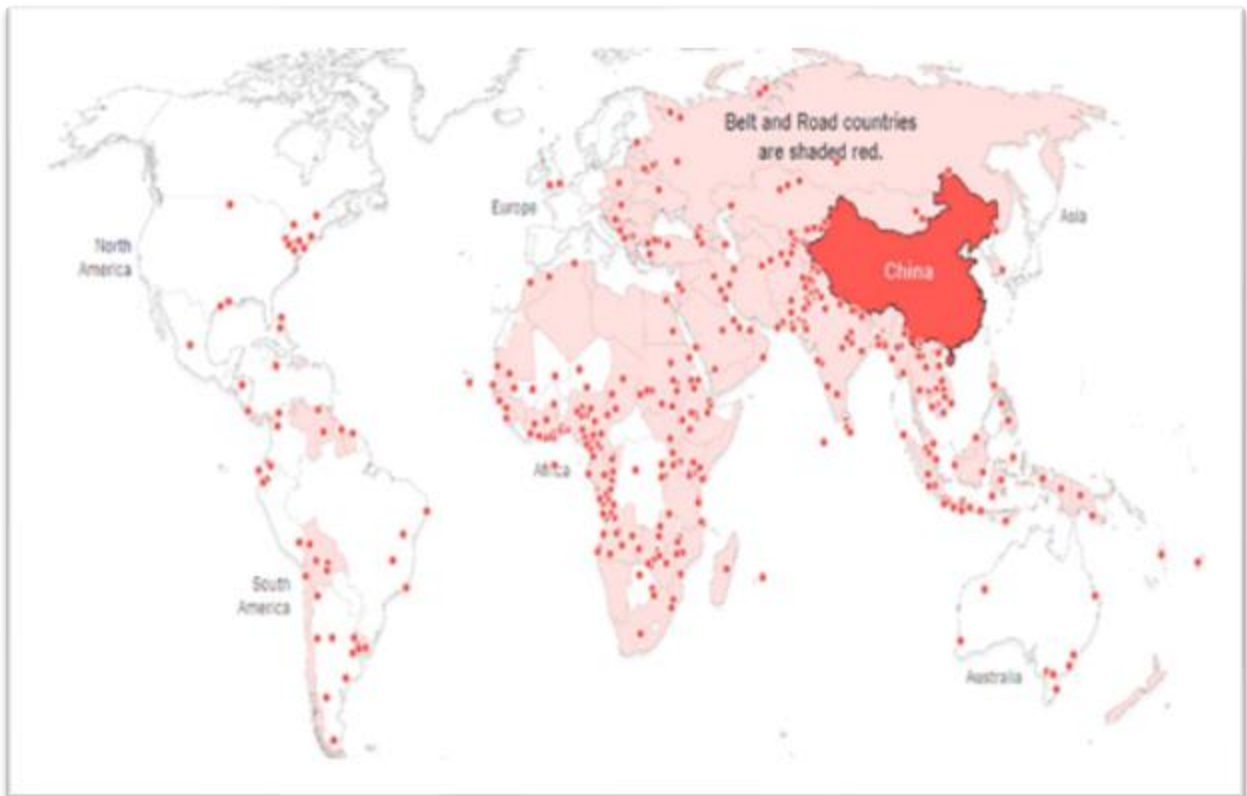 Belt and Road countries
are shaded red.
Europe
Asia
North
America
China
Africa
South
America
Australia